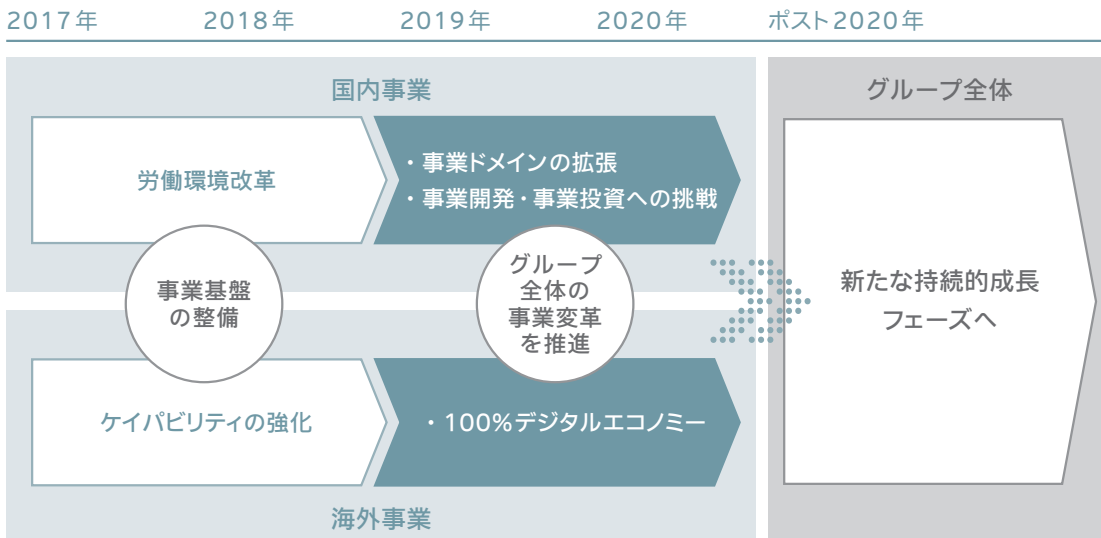 2017年
2018年
2019年
2020年
ポスト2020年
国内事業
グループ全体
労働環境改革
・事業ドメインの拡張
・事業開発・事業投資への挑戦
事業基盤
の整備
グループ
全体の
事業変革
を推進
新たな持続的成長
フェーズへ
ケイパビリティの強化
・100%デジタルエコノミー
海外事業